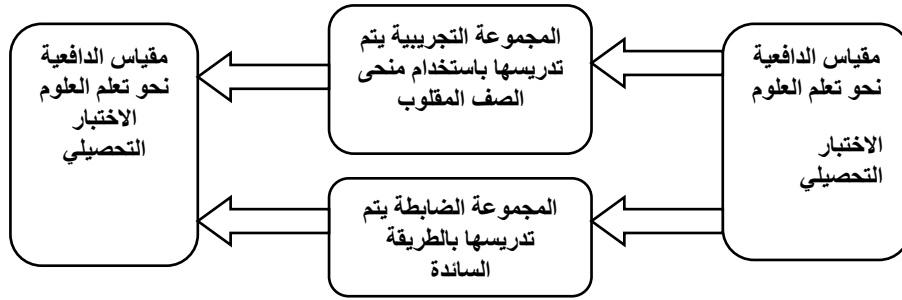 مقياس الدافعية
نحو تعلم العلوم
الاختبار
التحصيلي
المجموعة التجريبية يتم
تدريسها باستخدام منحى
الصف المقلوب
المجموعة الضابطة يتم
تدريسها بالطريقة
السائدة
مقياس الدافعية
نحو تعلم العلوم
الاختبار
التحصيلي